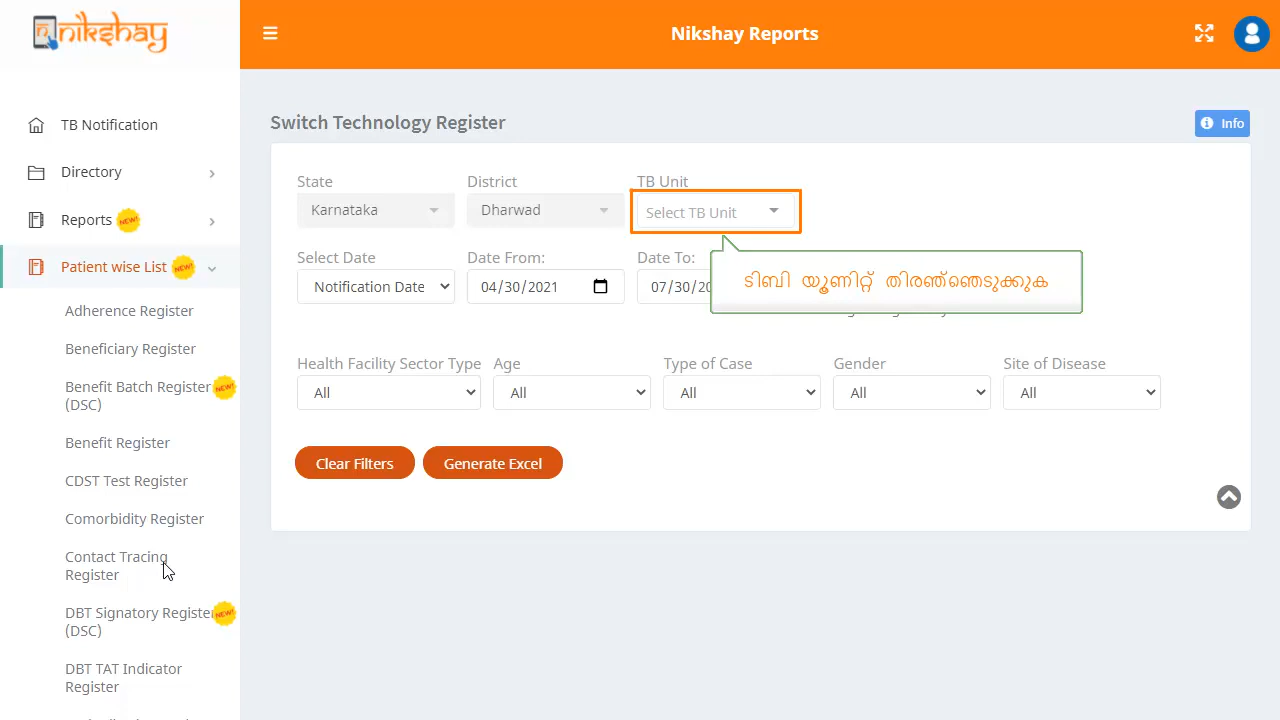 nikshay
Nikshay Reports
TB Notification
Directory
Reports NEW!
Patient wise List NEW!
Adherence Register
Beneficiary Register
Benefit Batch Register NEW!
(DSC)
Benefit Register
CDST Test Register
Comorbidity Register
Contact Tracing
Register
DBT Signatory Register NEW!
(DSC)
DBT TAT Indicator
Register
Switch Technology Register
Info
State District TB Unit
Karnataka Dharwad Select TB Unit
Select Date Date From: Date To:
Notification Date 04/30/2021 07/30/20
ടിബി യൂണിറ്റ് തിരഞ്ഞെടുക്കുക
Health Facility Sector Type Age Type of Case Gender Site of Disease
All All All All All
Clear Filters Generate Excel